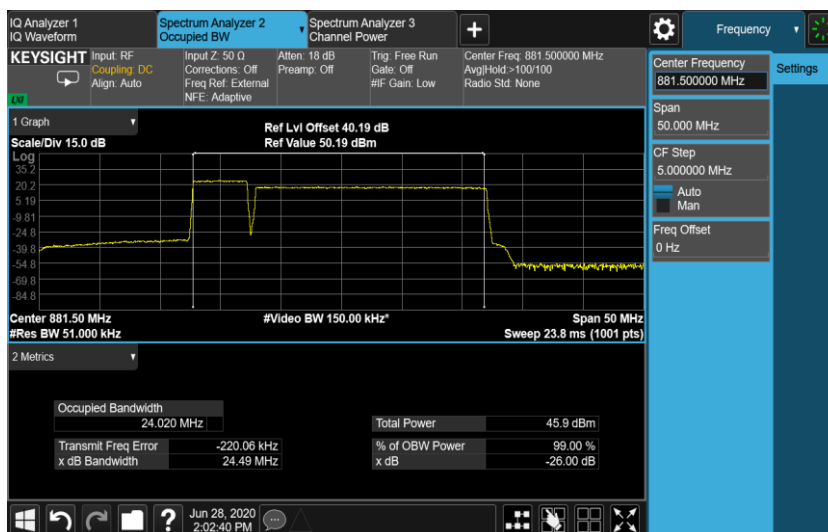 IQ Analyzer 1
IQ Waveform
Spectrum Analyzer 2
Occupied BW
Spectrum Analyzer 3
Channel Power
Frequency
KEYSIGHT
Input: RF
Coupling: DC
Align: Auto
Input Z: 50 Ω
Corrections: Off
Freq Ref: External
NFE: Adaptive
Atten: 18 dB
Preamp: Off
Trig: Free Run
Gate: Off
#IF Gain: Low
Center Freq: 881.500000 MHz
Avg|Hold:>100/100
Radio Std: None
LXI
Center Frequency
881.500000 MHz
Settings
Span
50.000 MHz
CF Step
5.000000 MHz
Auto
Man
Freq Offset
0 Hz
1 Graph
Scale/Div 15.0 dB
Ref Lvl Offset 40.19 dB
Ref Value 50.19 dBm
Log
35.2
20.2
5.19
-9.81
-24.8
-39.8
-54.8
-69.8
-84.8
Center 881.50 MHz
#Video BW 150.00 kHz*
Span 50 MHz
#Res BW 51.000 kHz
Sweep 23.8 ms (1001 pts)
2 Metrics
Occupied Bandwidth
24.020 MHz
Total Power 45.9 dBm
Transmit Freq Error -220.06 kHz
% of OBW Power 99.00 %
x dB Bandwidth 24.49 MHz
x dB -26.00 dB
?
Jun 28, 2020
2:02:40 PM